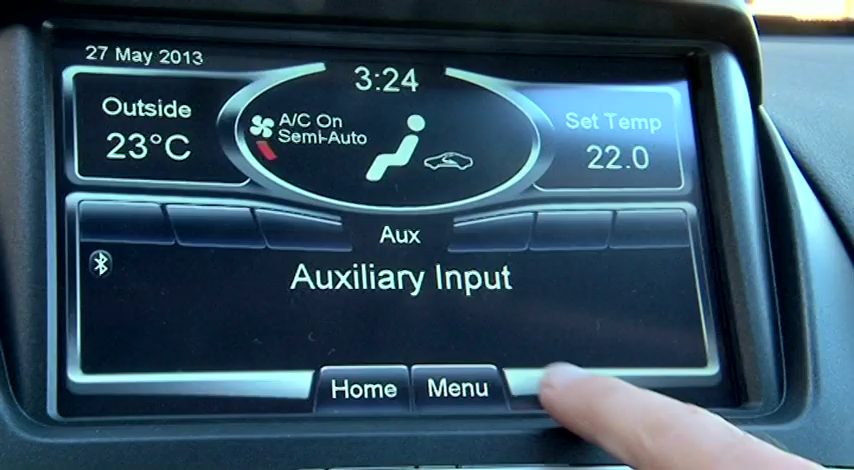 27 May 2013
3:24
Outside
23°C
A/C On
Semi-Auto
Set Temp
22.0
Aux
Auxiliary Input
Home
Menu